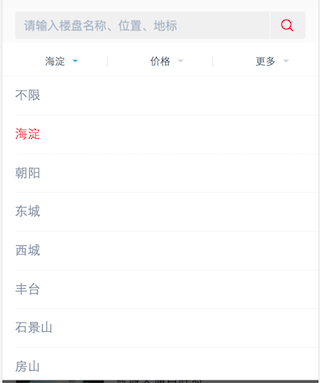 请输入楼盘名称、位置、地标
海淀 价格 更多
不限
海淀
朝阳
东城
西城
丰台
石景山
房山